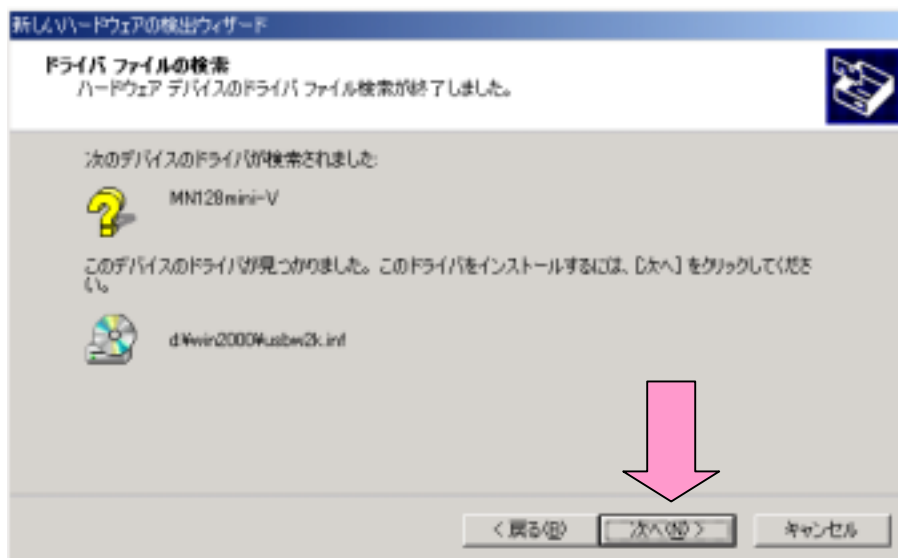 新しいハードウェアの検出ウィザード
ドライバ ファイルの検索
ハードウェア デバイスのドライバ ファイル検索が終了しました。
次のデバイスのドライバが検索されました:
MN128mini-V
このデバイスのドライバが見つかりました。このドライバをインストールするには、[次へ] をクリックしてくださ
い。
d:¥win2000¥usbw2k.inf
< 戻る(B)
次へ(N) >
キャンセル